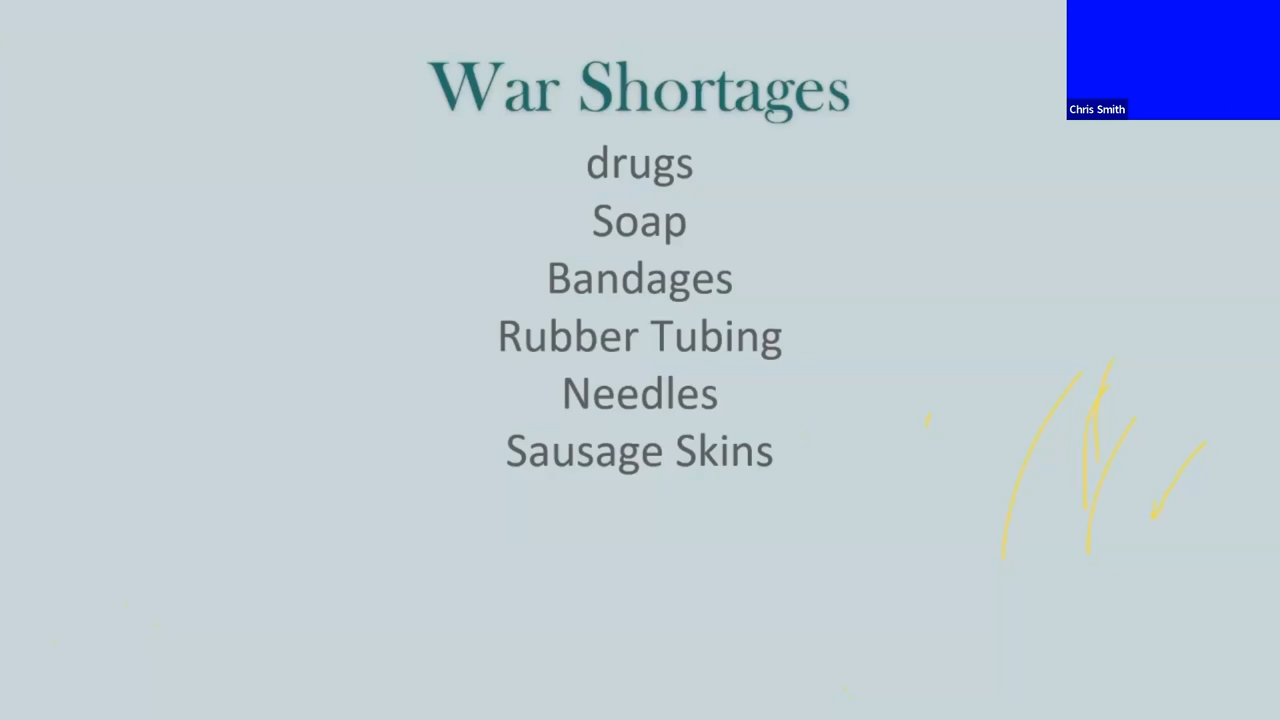 War Shortages
Chris Smith
drugs
Soap
Bandages
Rubber Tubing
Needles
Sausage Skins